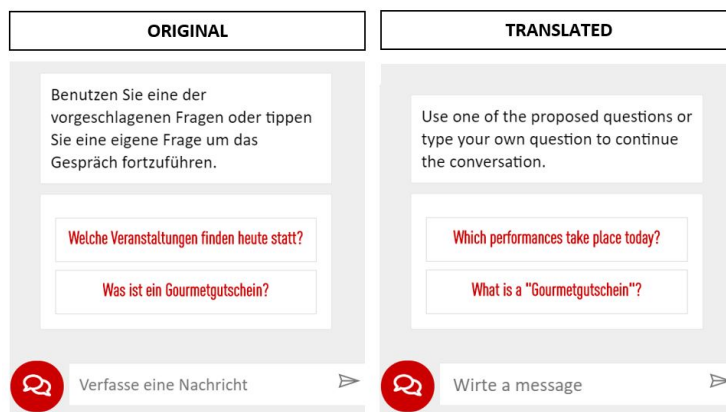 ORIGINAL
Benutzen Sie eine der
vorgeschlagenen Fragen oder tippen
Sie eine eigene Frage um das
Gespräch fortzuführen.
Welche Veranstaltungen finden heute statt?
Was ist ein Gourmetgutschein?
Verfasse eine Nachricht
TRANSLATED
Use one of the proposed questions or
type your own question to continue
the conversation.
Which performances take place today?
What is a "Gourmetgutschein"?
Wirte a message